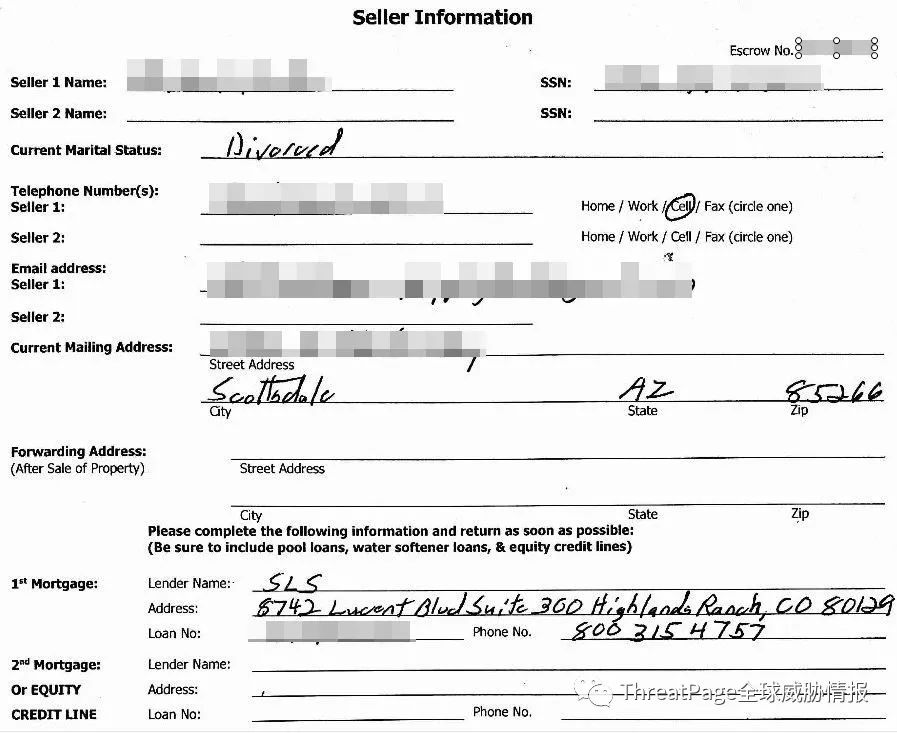 Seller Information
Escrow No.
Seller 1 Name: SSN:
Seller 2 Name: SSN:
Current Marital Status: Divorced
Telephone Number(s):
Seller 1: Home / Work / Cell / Fax (circle one)
Seller 2: Home / Work / Cell / Fax (circle one)
Email address:
Seller 1:
Seller 2:
Current Mailing Address:
Street Address
Scottsdale AZ 85266
City State Zip
Forwarding Address:
(After Sale of Property) Street Address
City State Zip
Please complete the following information and return as soon as possible:
(Be sure to include pool loans, water softener loans, & equity credit lines)
1st Mortgage: Lender Name: SLS
Address: 8742 Lucent Blvd Suite 300 Highlands Ranch, CO 80129
Loan No: Phone No. 800 315 4757
2nd Mortgage: Lender Name:
Or EQUITY Address:
CREDIT LINE Loan No: Phone No.
ThreatPage全球威胁情报